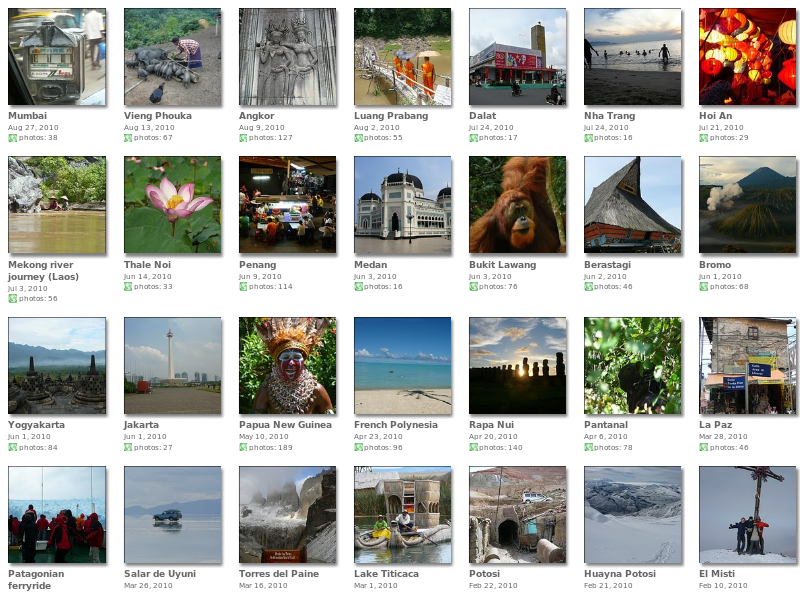 Mumbai
Aug 27, 2010
photos: 38
Vieng Phouka
Aug 13, 2010
photos: 67
Angkor
Aug 9, 2010
photos: 127
Luang Prabang
Aug 2, 2010
photos: 55
Dalat
Jul 24, 2010
photos: 17
Nha Trang
Jul 24, 2010
photos: 16
Hoi An
Jul 21, 2010
photos: 29
Mekong river
journey (Laos)
Jul 3, 2010
photos: 56
Thale Noi
Jun 14, 2010
photos: 33
Penang
Jun 9, 2010
photos: 114
Medan
Jun 3, 2010
photos: 16
Bukit Lawang
Jun 3, 2010
photos: 76
Berastagi
Jun 2, 2010
photos: 46
Bromo
Jun 1, 2010
photos: 68
Yogyakarta
Jun 1, 2010
photos: 84
Jakarta
Jun 1, 2010
photos: 27
Papua New Guinea
May 10, 2010
photos: 189
French Polynesia
Apr 23, 2010
photos: 96
Rapa Nui
Apr 20, 2010
photos: 140
Pantanal
Apr 6, 2010
photos: 78
La Paz
Mar 28, 2010
photos: 46
Patagonian
ferryride
Salar de Uyuni
Mar 26, 2010
Torres del Paine
Mar 16, 2010
Lake Titicaca
Mar 1, 2010
Potosi
Feb 22, 2010
Huayna Potosi
Feb 21, 2010
El Misti
Feb 10, 2010